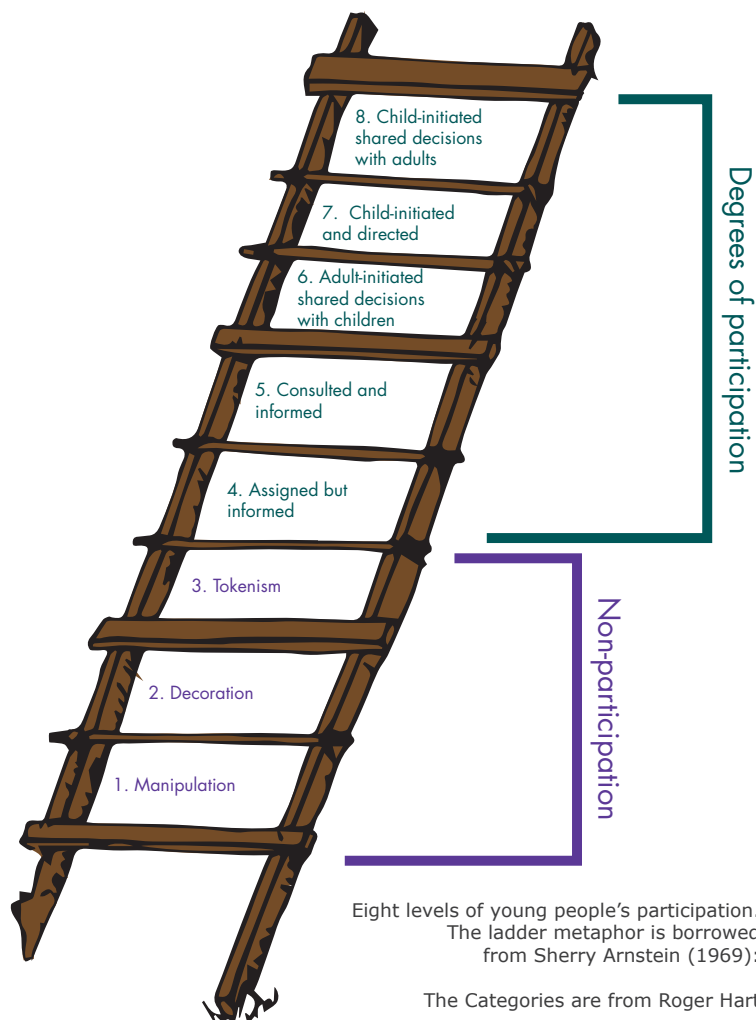 8. Child-initiated
shared decisions
with adults
7. Child-initiated
and directed
6. Adult-initiated
shared decisions
with children
5. Consulted and
informed
4. Assigned but
informed
3. Tokenism
2. Decoration
1. Manipulation
Degrees of participation
Non-participation
Eight levels of young people’s participation.
The ladder metaphor is borrowed
from Sherry Arnstein (1969):
The Categories are from Roger Hart